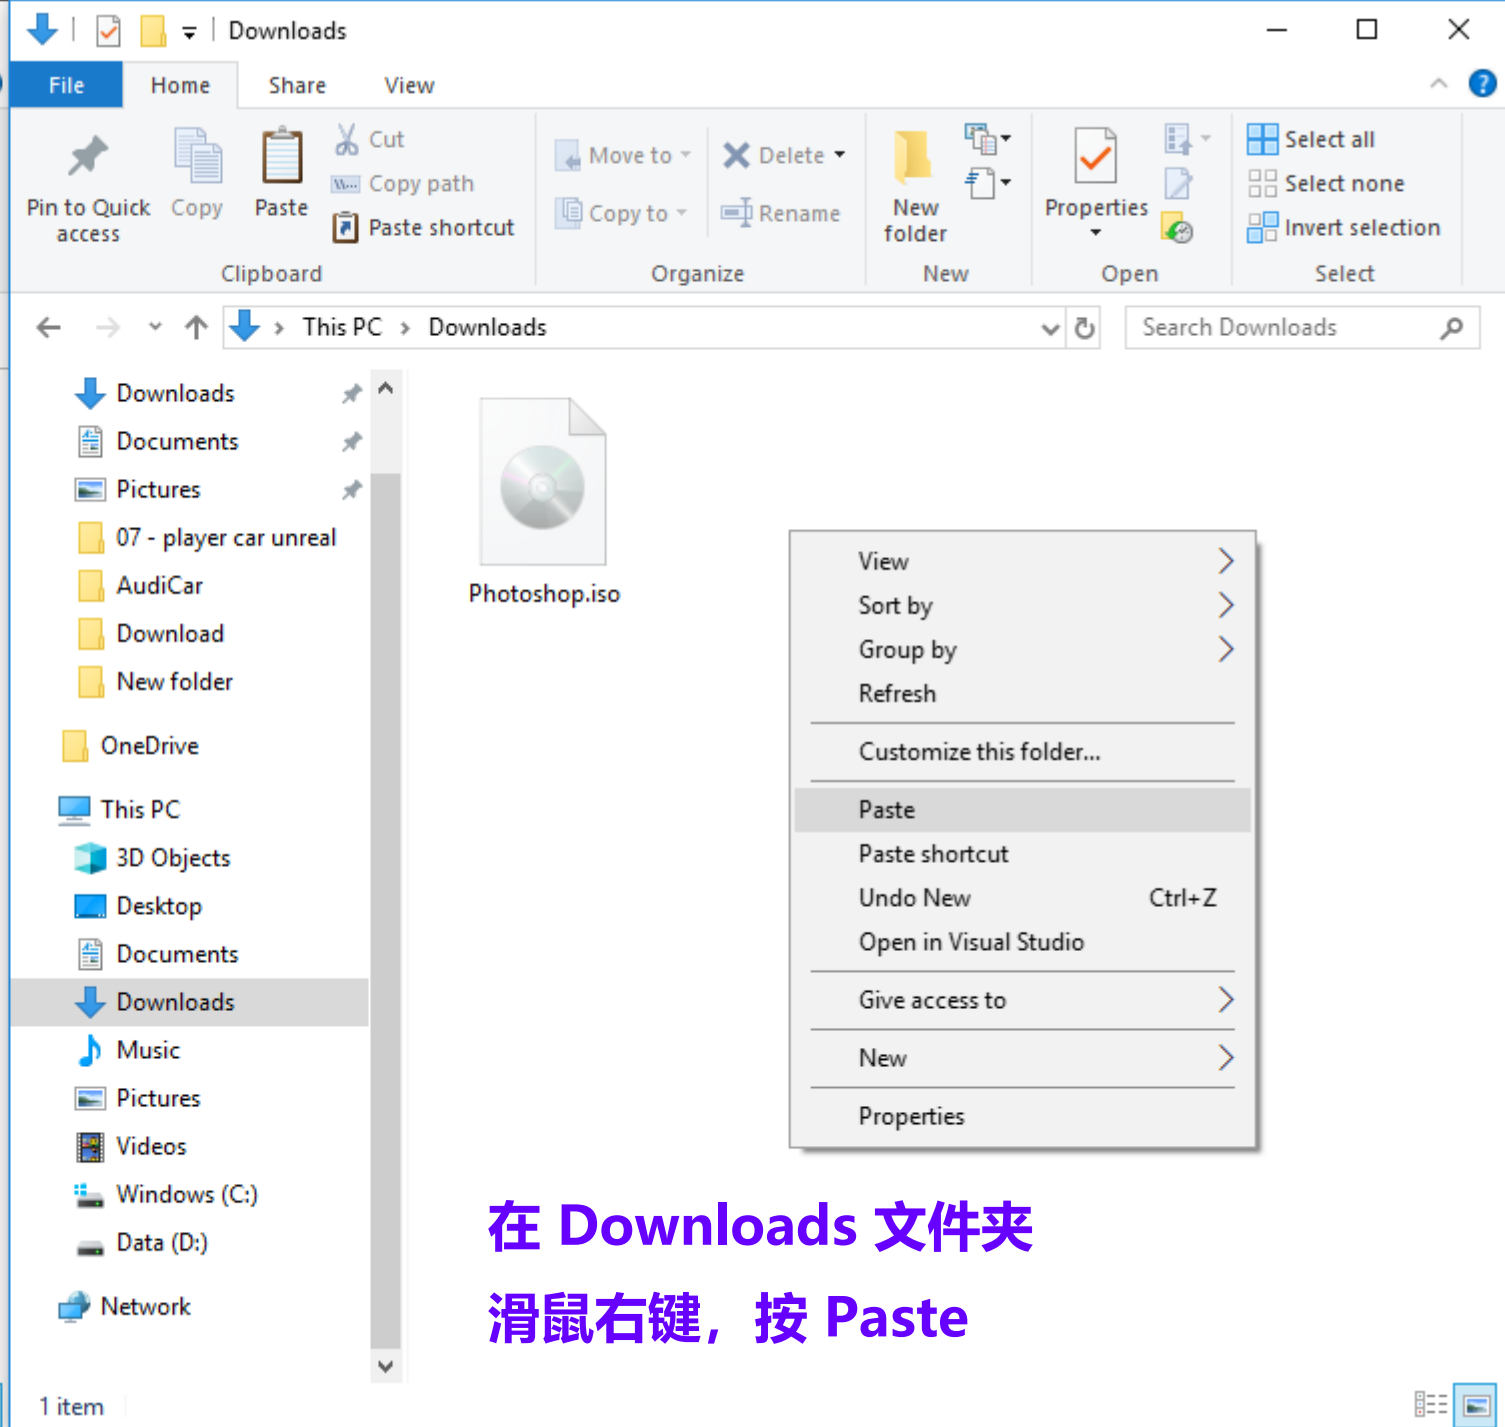 Downloads
File Home Share View
Pin to Quick access
Copy
Paste
Cut
Copy path
Paste shortcut
Clipboard
Move to
Copy to
Delete
Rename
Organize
New folder
New
Properties
Open
Select all
Select none
Invert selection
Select
This PC Downloads
Search Downloads
Downloads
Documents
Pictures
07 - player car unreal
AudiCar
Download
New folder
OneDrive
This PC
3D Objects
Desktop
Documents
Downloads
Music
Pictures
Videos
Windows (C:)
Data (D:)
Network
Photoshop.iso
View
Sort by
Group by
Refresh
Customize this folder...
Paste
Paste shortcut
Undo New Ctrl+Z
Open in Visual Studio
Give access to
New
Properties
在 Downloads 文件夹
滑鼠右键，按 Paste
1 item